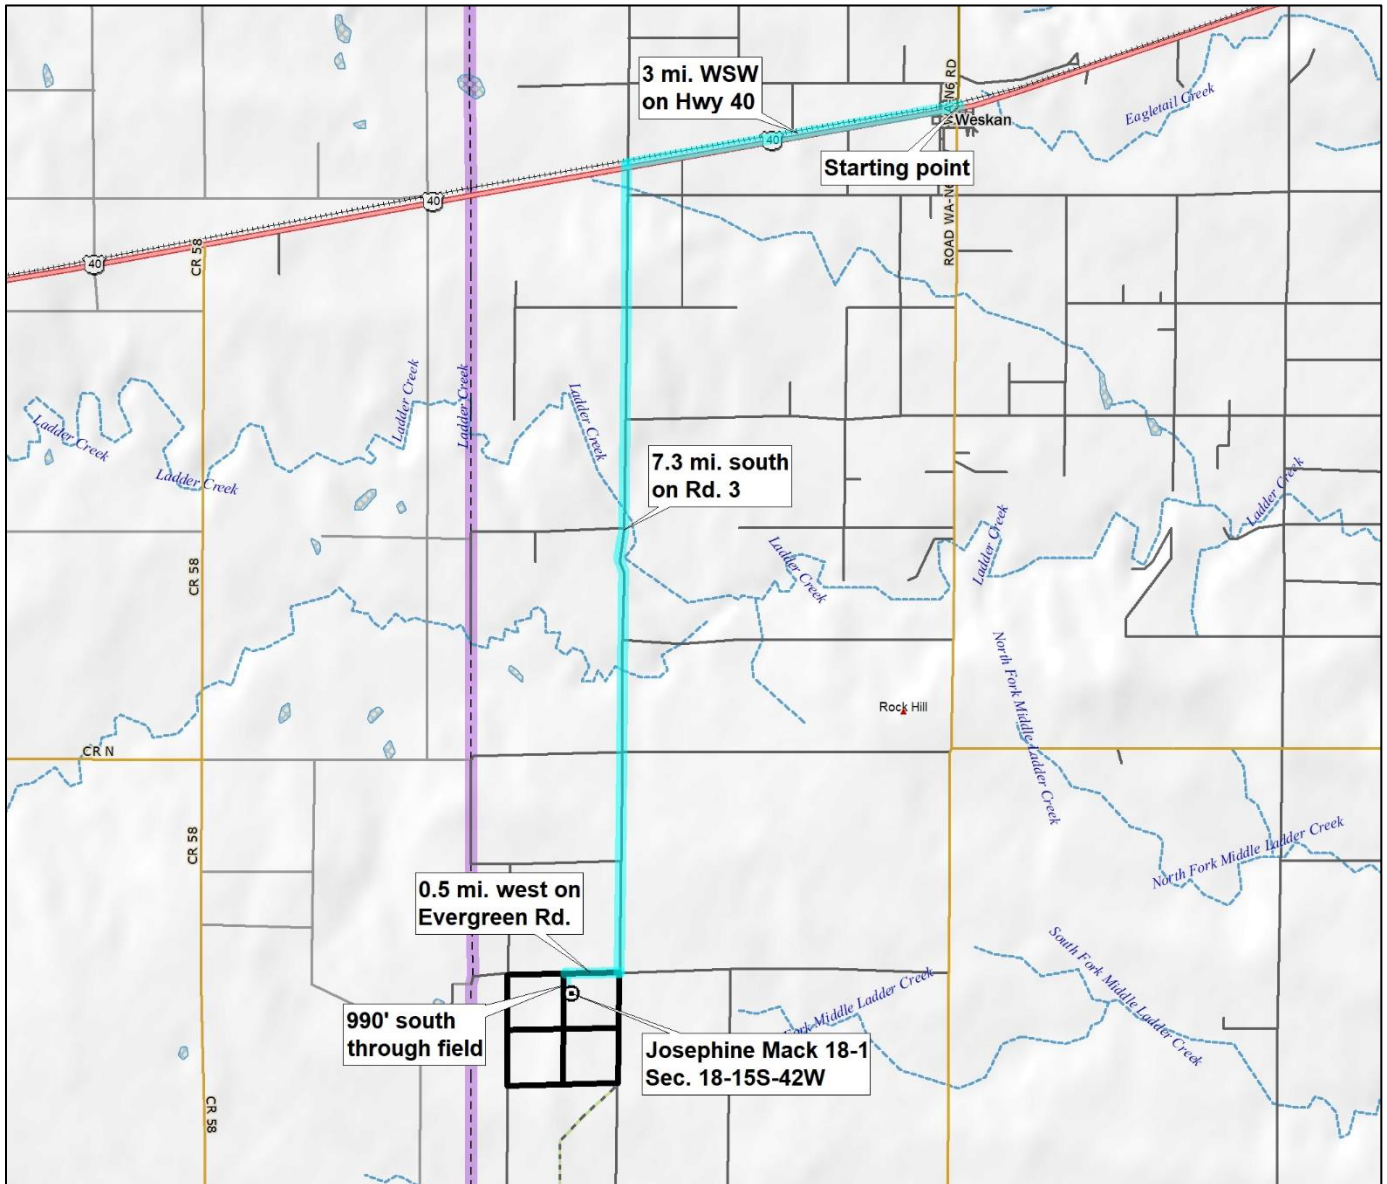 3 mi. WSW
on Hwy 40
ROAD WA-N6 RD
Eagletail Creek
Weskan
40
Starting point
40
40
CR 58
Ladder Creek
Ladder Creek
Ladder Creek
Ladder Creek
Ladder Creek
7.3 mi. south
on Rd. 3
Ladder Creek
Ladder Creek
Ladder Creek
CR 58
North Fork Middle Ladder Creek
Rock Hill
CR N
CR 58
North Fork Middle Ladder Creek
0.5 mi. west on
Evergreen Rd.
South Fork Middle Ladder Creek
Fork Middle Ladder Creek
990' south
through field
Josephine Mack 18-1
Sec. 18-15S-42W
CR 58